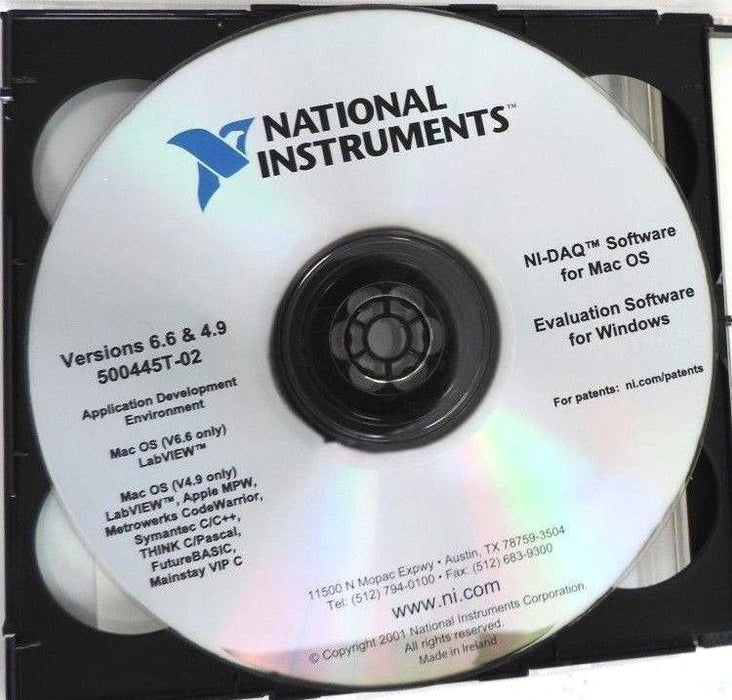 NATIONAL
INSTRUMENTS™
NI-DAQ™ Software
for Mac OS
Evaluation Software
for Windows
For patents: ni.com/patents
Versions 6.6 & 4.9
500445T-02
Application Development
Environment
Mac OS (V6.6 only)
LabVIEW™
Mac OS (V4.9 only)
LabVIEW™, Apple MPW,
Metrowerks CodeWarrior,
Symantec C/C++,
THINK C/Pascal,
FutureBASIC,
Mainstay VIP C
11500 N Mopac Expwy • Austin, TX 78759-3504
Tel: (512) 794-0100 • Fax: (512) 683-9300
www.ni.com
© Copyright 2001 National Instruments Corporation.
All rights reserved.
Made in Ireland